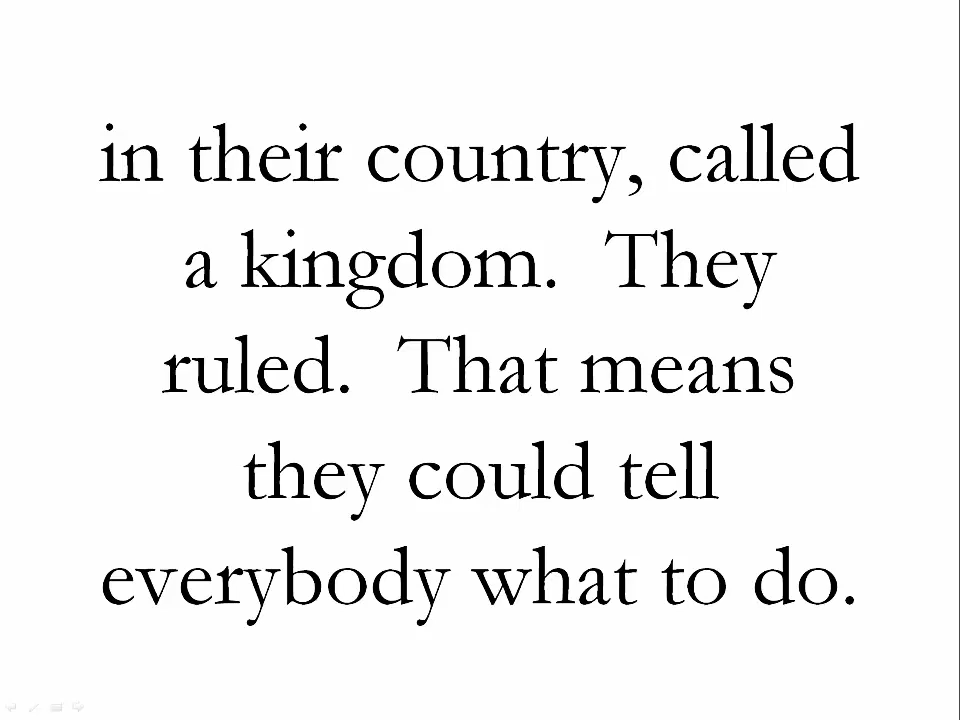 in their country, called
a kingdom.  They
ruled.  That means
they could tell
everybody what to do.